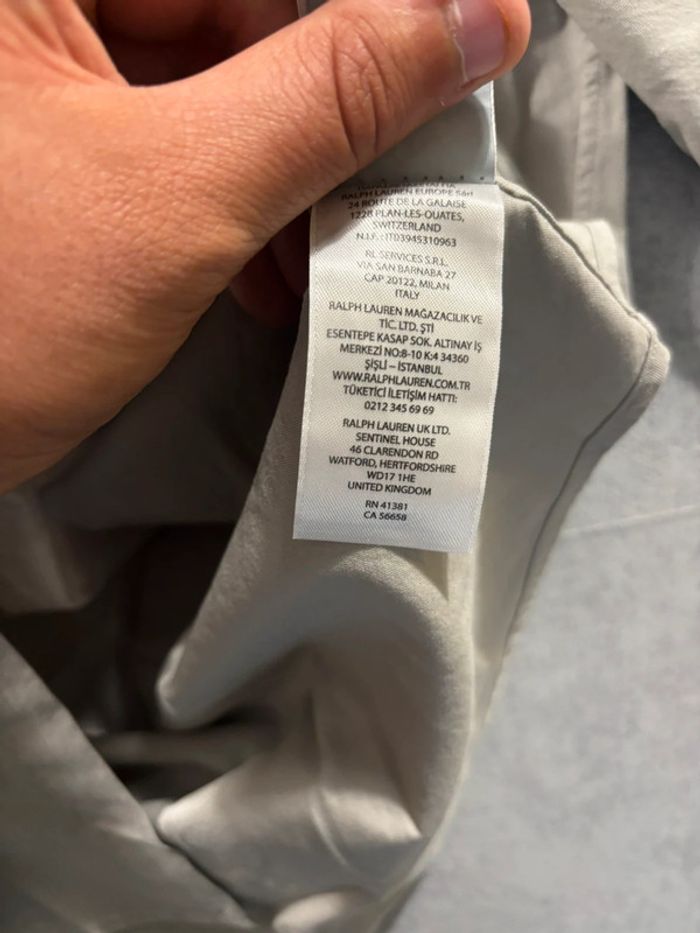 RALPH LAUREN EUROPE Sàrl
24 ROUTE DE LA GALAISE
1228 PLAN-LES-OUATES,
SWITZERLAND
N.I.F. : IT03945310963
RL SERVICES S.R.L.
VIA SAN BARNABA 27
CAP 20122, MILAN
ITALY
RALPH LAUREN MAĞAZACILIK VE
TİC. LTD. ŞTİ
ESENTEPE KASAP SOK. ALTINAY İŞ
MERKEZİ NO:8-10 K:4 34360
ŞİŞLİ – İSTANBUL
WWW.RALPHLAUREN.COM.TR
TÜKETİCİ İLETİŞİM HATTI:
0212 345 69 69
RALPH LAUREN UK LTD.
SENTINEL HOUSE
46 CLARENDON RD
WATFORD, HERTFORDSHIRE
WD17 1HE
UNITED KINGDOM
RN 41381
CA 56658